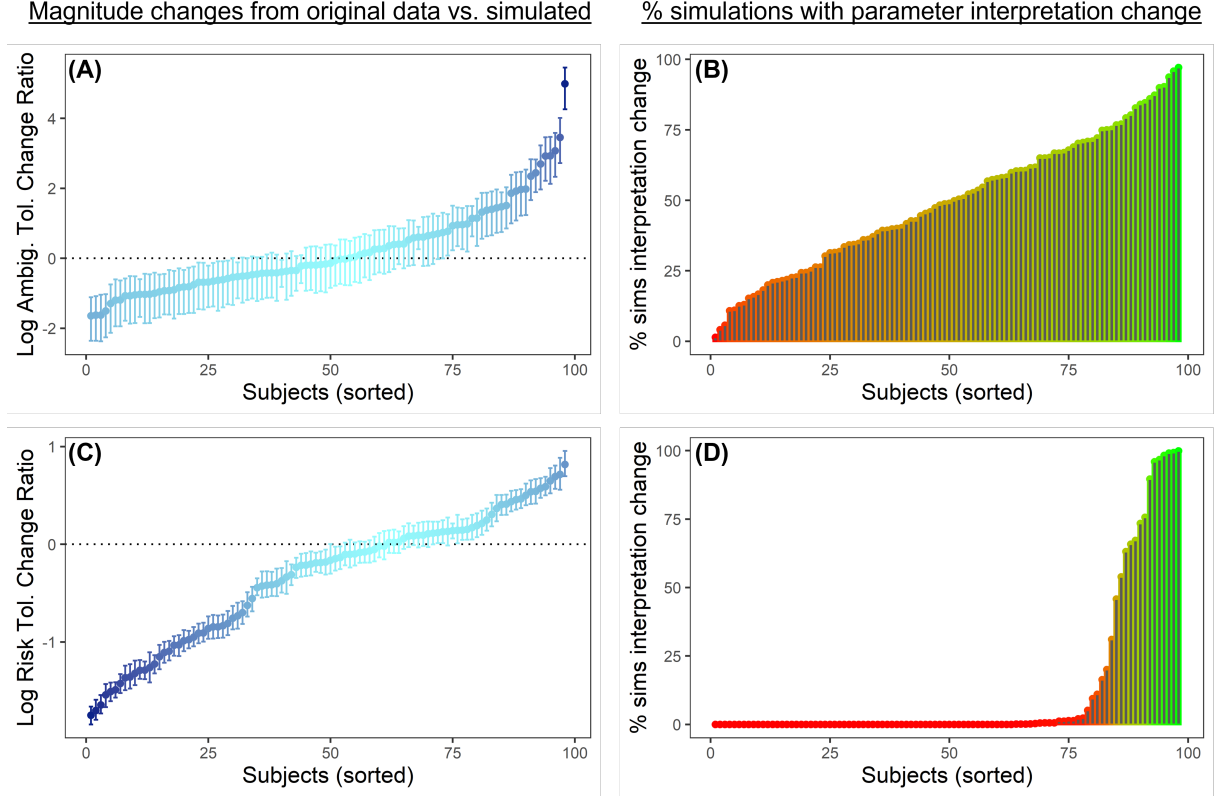 Magnitude changes from original data vs. simulated
% simulations with parameter interpretation change
(A)
Log Ambig. Tol. Change Ratio
4
2
0
-2
0 25 50 75 100
Subjects (sorted)
(B)
% sims interpretation change
100
75
50
25
0
0 25 50 75 100
Subjects (sorted)
(C)
Log Risk Tol. Change Ratio
1
0
-1
0 25 50 75 100
Subjects (sorted)
(D)
% sims interpretation change
100
75
50
25
0
0 25 50 75 100
Subjects (sorted)